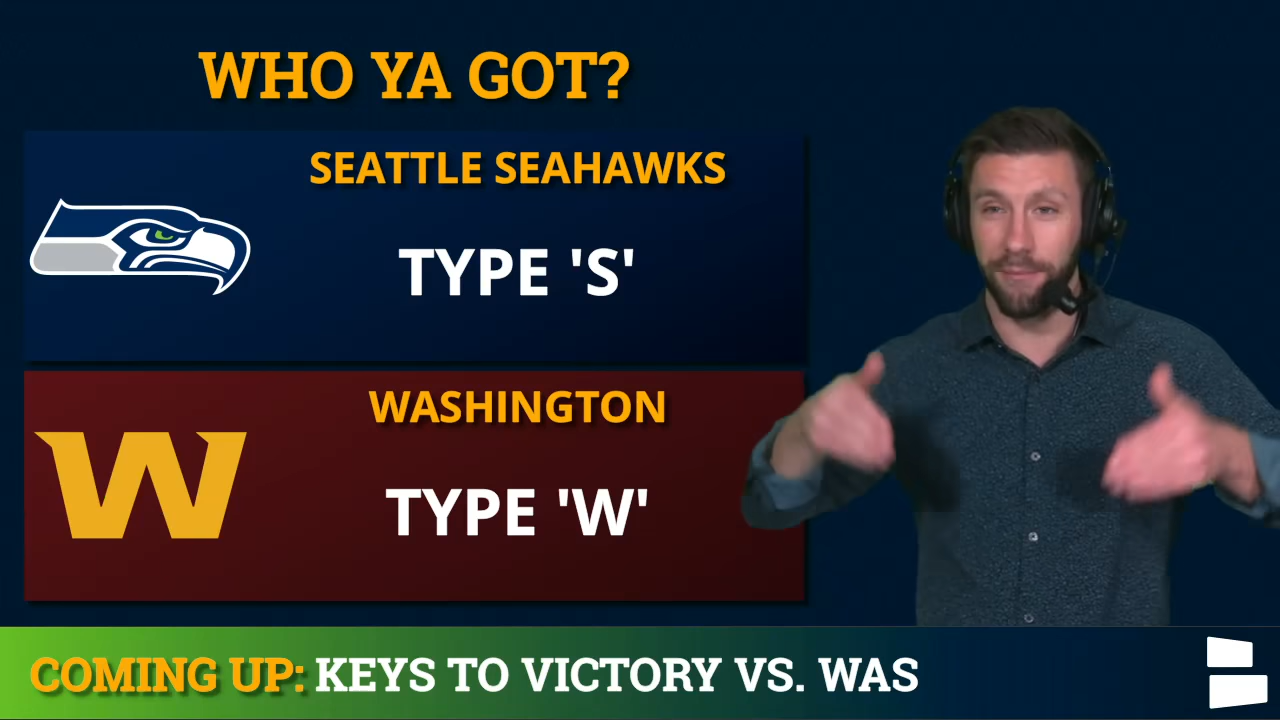 WHO YA GOT?
SEATTLE SEAHAWKS
TYPE 'S'
WASHINGTON
TYPE 'W'
W
COMING UP: KEYS TO VICTORY VS. WAS